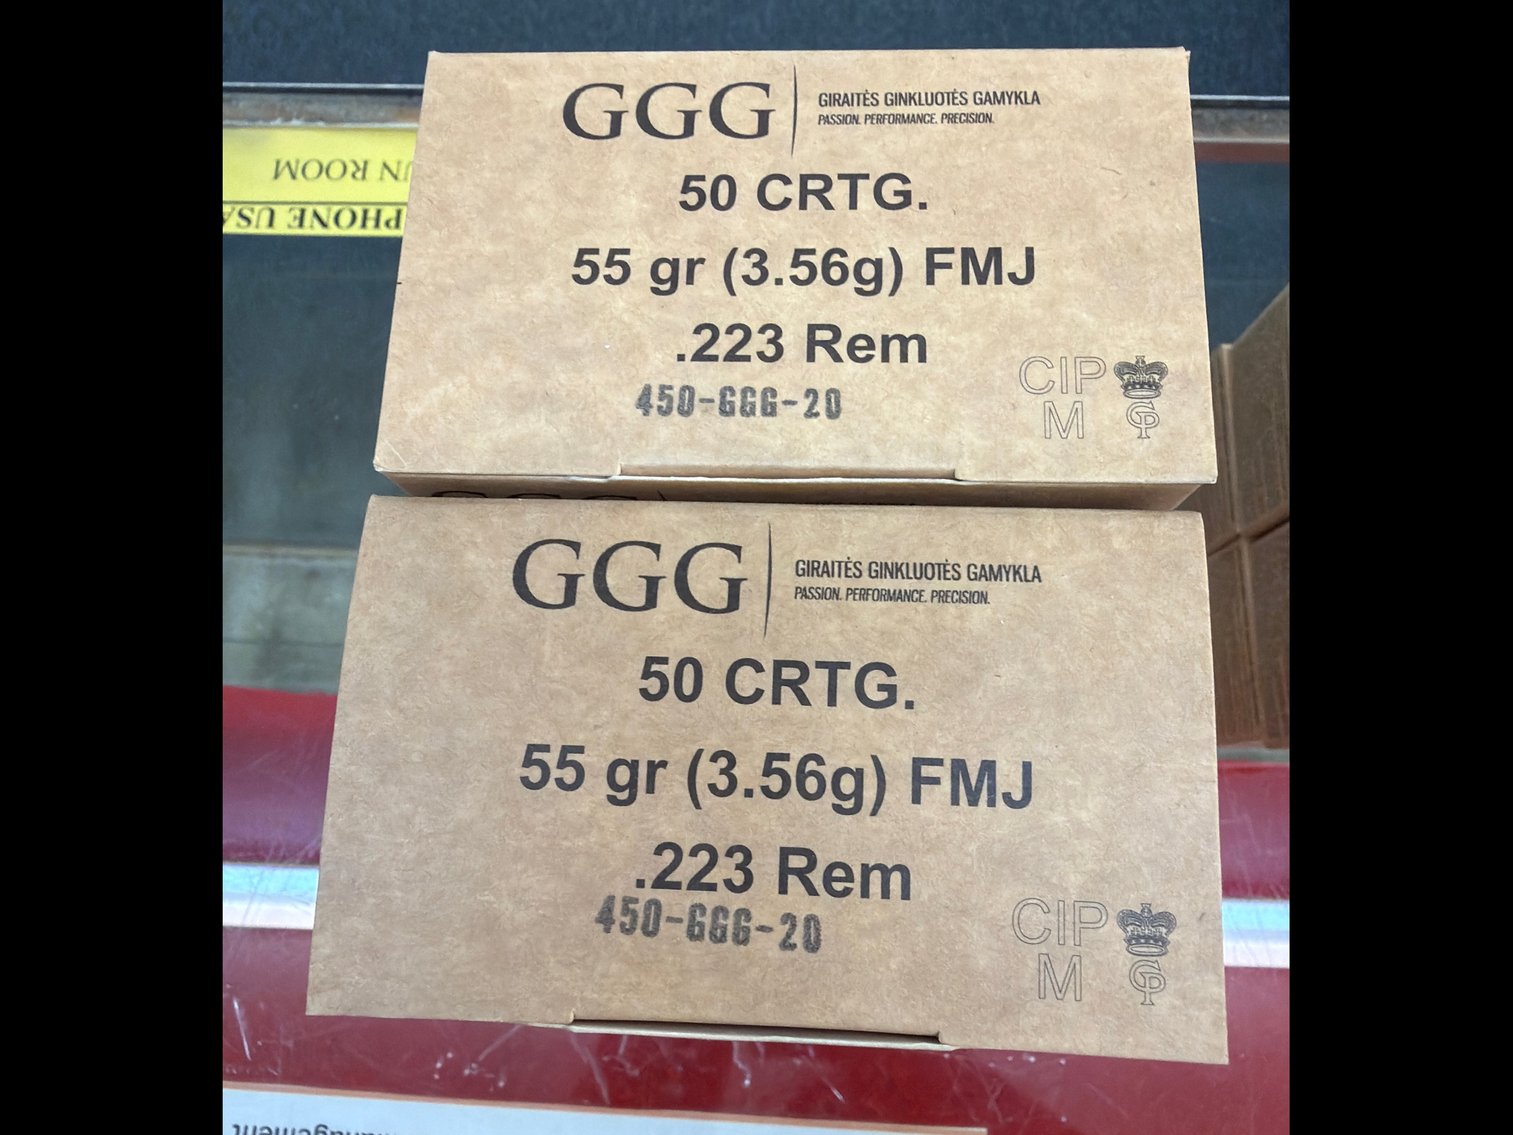 GGG
GIRAITĖS GINKLUOTĖS GAMYKLA
PASSION. PERFORMANCE. PRECISION.
50 CRTG.
55 gr (3.56g) FMJ
.223 Rem
450-GGG-20
CIP
M
GP
ROOM
PHONE
GGG
GIRAITĖS GINKLUOTĖS GAMYKLA
PASSION. PERFORMANCE. PRECISION.
50 CRTG.
55 gr (3.56g) FMJ
.223 Rem
450-GGG-20
CIP
M
GP